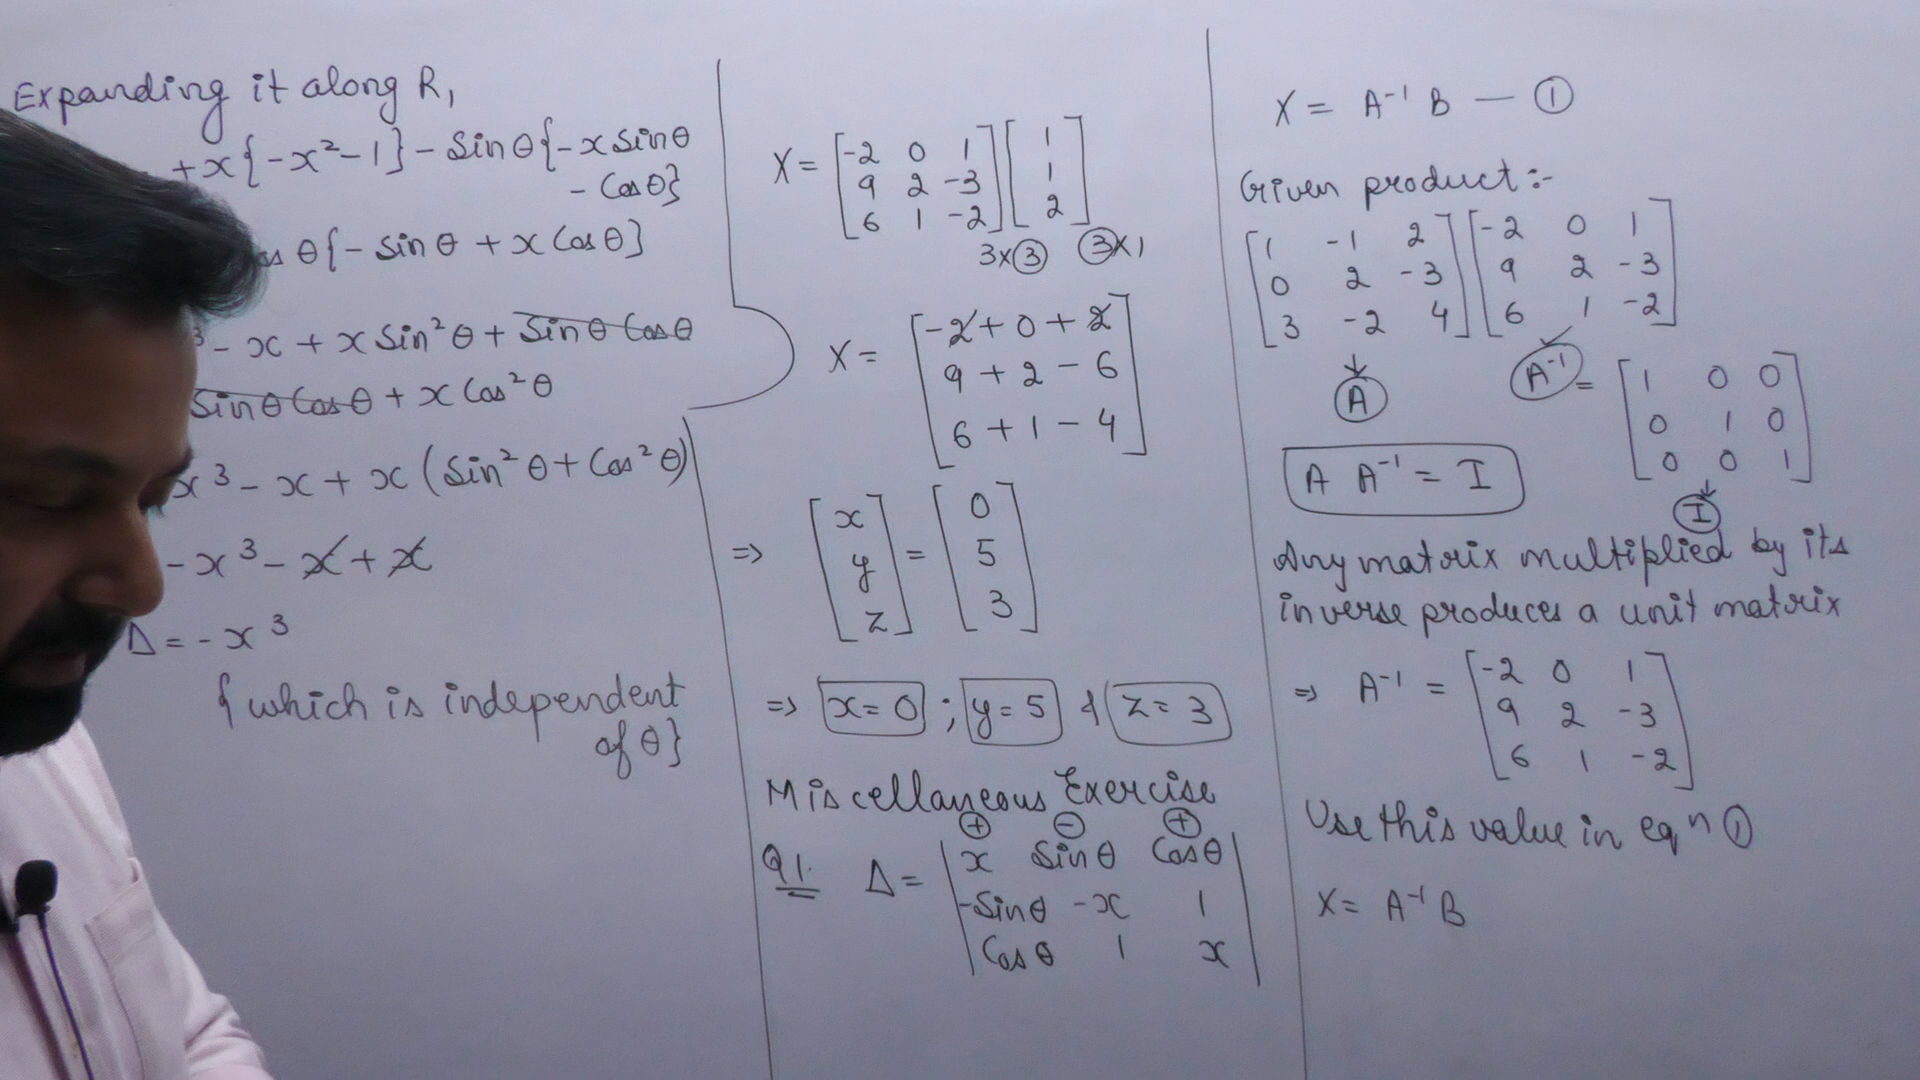 Expanding it along R₁
+x{-x²-1} - Sinθ{-x Sinθ
- Cosθ}
θ{- Sinθ + x Cosθ}
³ - x + x Sin²θ + Sinθ Cosθ
Sinθ Cosθ + x Cos²θ
x³ - x + x (Sin²θ + Cos²θ)
-x³ - x + x
Δ = -x³
{ which is independent
of θ}
X = [-2 0 1] [1]
[9 2 -3] [1]
[6 1 -2] [2]
3×③ ③×1
X = [-2 + 0 + 2]
[9 + 2 - 6]
[6 + 1 - 4]
⇒ [x] = [0]
[y] [5]
[z] [3]
⇒ x = 0 ; y = 5 & z = 3
Miscellaneous Exercise
⊕ ⊖ ⊕
Q1. Δ = | x Sinθ Cosθ |
| -Sinθ -x 1 |
| Cosθ 1 x |
X = A⁻¹ B — ①
Given product :-
[1 -1 2] [-2 0 1]
[0 2 -3] [9 2 -3]
[3 -2 4] [6 1 -2]
A A⁻¹ = [1 0 0]
[0 1 0]
[0 0 1]
A A⁻¹ = I
I
Any matrix multiplied by its
inverse produces a unit matrix
⇒ A⁻¹ = [-2 0 1]
[9 2 -3]
[6 1 -2]
Use this value in eqⁿ ①
X = A⁻¹ B